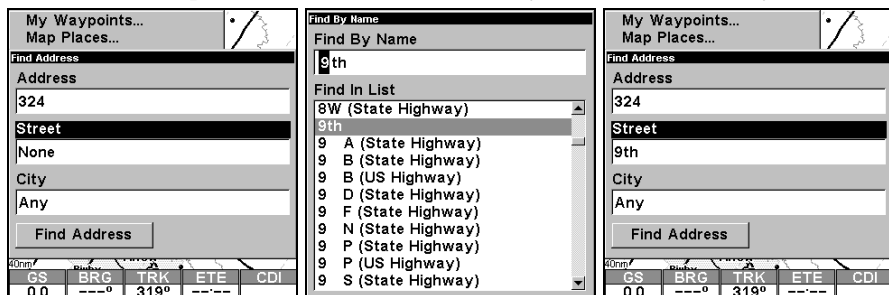 My Waypoints...
Map Places...
Find Address
Address
324
Street
None
City
Any
Find Address
40nm
GS BRG TRK ETE CDI
0.0 ---° 319° --:--
Find By Name
Find By Name
9th
Find In List
8W (State Highway)
9th
9 A (State Highway)
9 B (State Highway)
9 B (US Highway)
9 D (State Highway)
9 F (State Highway)
9 N (State Highway)
9 P (State Highway)
9 P (US Highway)
9 S (State Highway)
My Waypoints...
Map Places...
Find Address
Address
324
Street
9th
City
Any
Find Address
40nm
GS BRG TRK ETE CDI
0.0 ---° 319° --:--